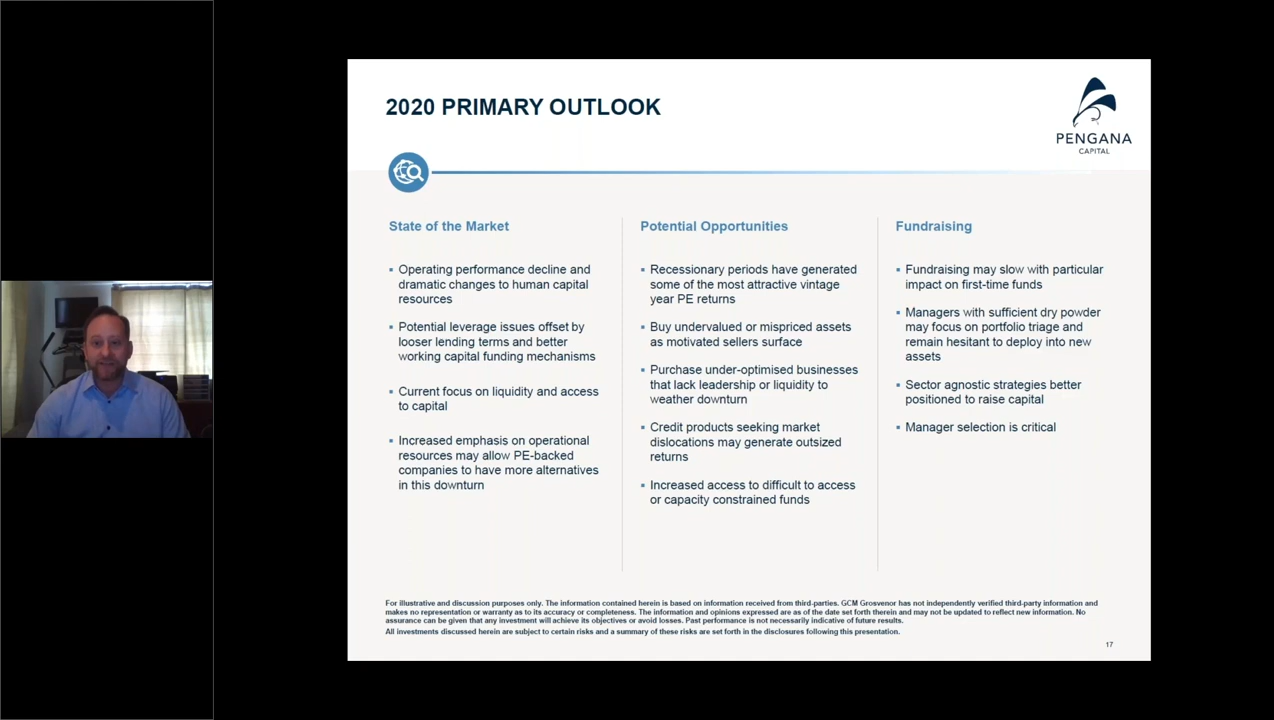 2020 PRIMARY OUTLOOK
PENGANA
CAPITAL
State of the Market
▪ Operating performance decline and
dramatic changes to human capital
resources
▪ Potential leverage issues offset by
looser lending terms and better
working capital funding mechanisms
▪ Current focus on liquidity and access
to capital
▪ Increased emphasis on operational
resources may allow PE-backed
companies to have more alternatives
in this downturn
Potential Opportunities
▪ Recessionary periods have generated
some of the most attractive vintage
year PE returns
▪ Buy undervalued or mispriced assets
as motivated sellers surface
▪ Purchase under-optimised businesses
that lack leadership or liquidity to
weather downturn
▪ Credit products seeking market
dislocations may generate outsized
returns
▪ Increased access to difficult to access
or capacity constrained funds
Fundraising
▪ Fundraising may slow with particular
impact on first-time funds
▪ Managers with sufficient dry powder
may focus on portfolio triage and
remain hesitant to deploy into new
assets
▪ Sector agnostic strategies better
positioned to raise capital
▪ Manager selection is critical
For illustrative and discussion purposes only. The information contained herein is based on information received from third-parties. GCM Grosvenor has not independently verified third-party information and
makes no representation or warranty as to its accuracy or completeness. The information and opinions expressed are as of the date set forth therein and may not be updated to reflect new information. No
assurance can be given that any investment will achieve its objectives or avoid losses. Past performance is not necessarily indicative of future results.
All investments discussed herein are subject to certain risks and a summary of these risks are set forth in the disclosures following this presentation.
17